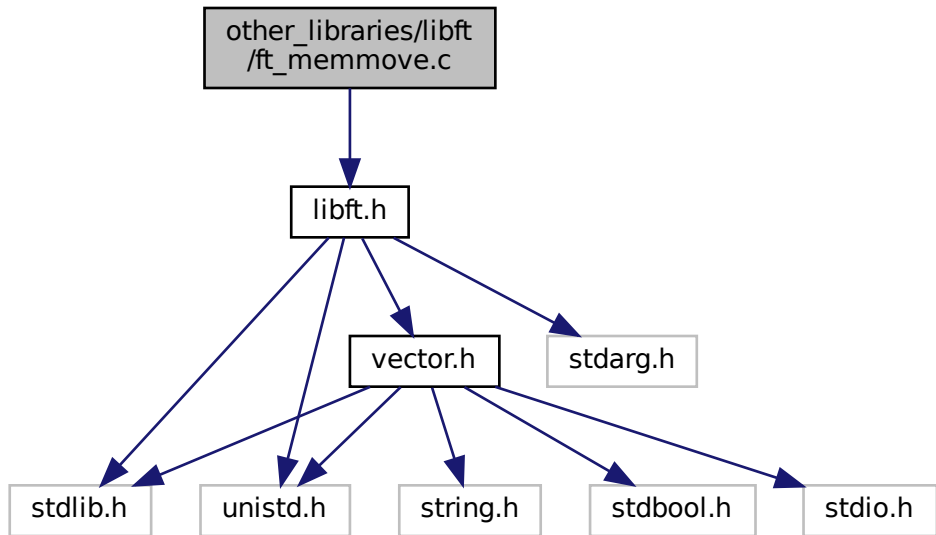 other_libraries/libft
/ft_memmove.c
libft.h
vector.h
stdarg.h
stdlib.h
unistd.h
string.h
stdbool.h
stdio.h